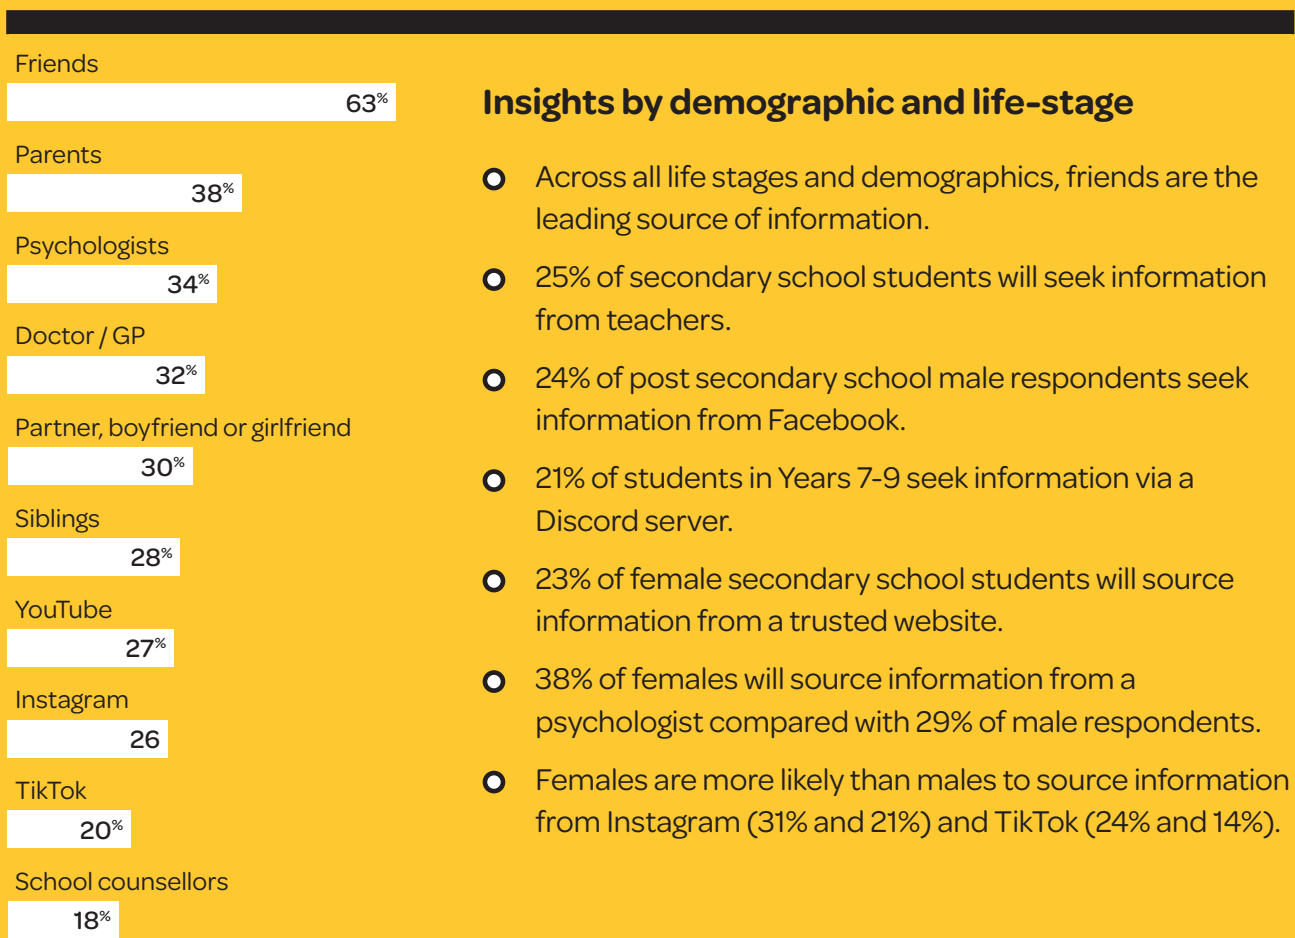 Friends
63%
Parents
38%
Psychologists
34%
Doctor / GP
32%
Partner, boyfriend or girlfriend
30%
Siblings
28%
YouTube
27%
Instagram
26
TikTok
20%
School counsellors
18%
Insights by demographic and life-stage
Across all life stages and demographics, friends are the
leading source of information.
25% of secondary school students will seek information
from teachers.
24% of post secondary school male respondents seek
information from Facebook.
21% of students in Years 7-9 seek information via a
Discord server.
23% of female secondary school students will source
information from a trusted website.
38% of females will source information from a
psychologist compared with 29% of male respondents.
Females are more likely than males to source information
from Instagram (31% and 21%) and TikTok (24% and 14%).